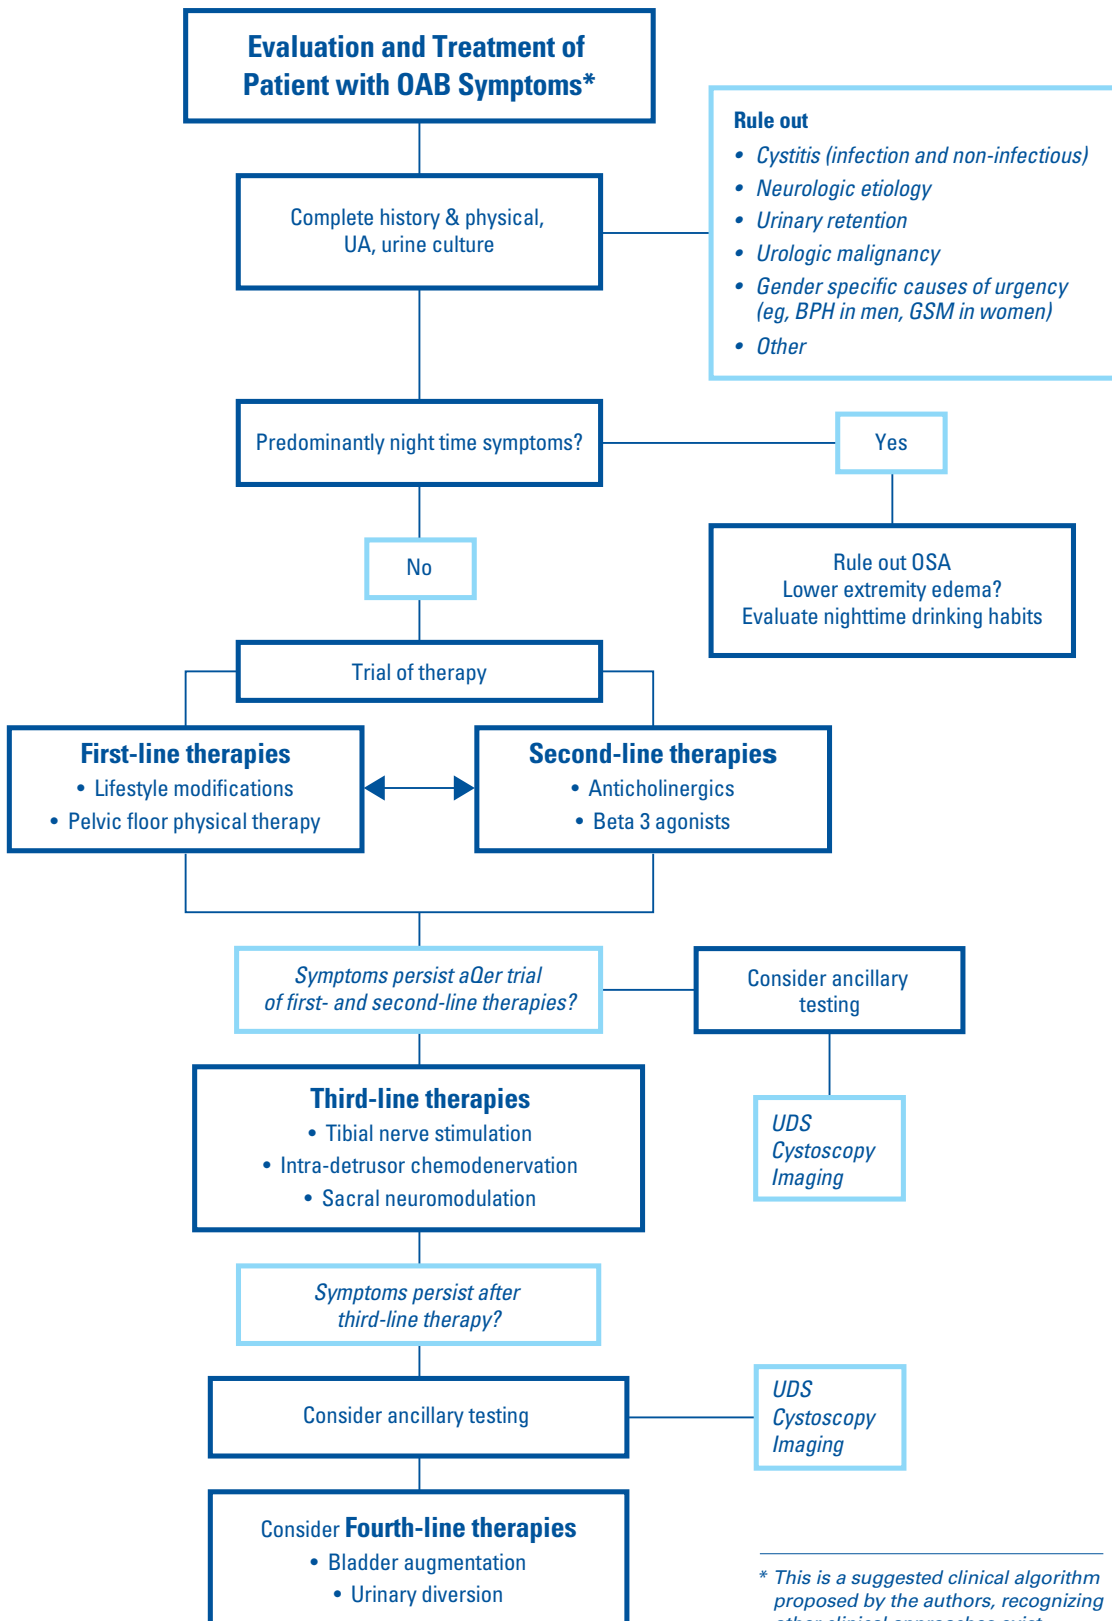 Evaluation and Treatment of
Patient with OAB Symptoms*
Rule out
• Cystitis (infection and non-infectious)
• Neurologic etiology
• Urinary retention
• Urologic malignancy
• Gender specific causes of urgency
(eg, BPH in men, GSM in women)
• Other
Complete history & physical,
UA, urine culture
Predominantly night time symptoms?
Yes
No
Rule out OSA
Lower extremity edema?
Evaluate nighttime drinking habits
Trial of therapy
First-line therapies
• Lifestyle modifications
• Pelvic floor physical therapy
Second-line therapies
• Anticholinergics
• Beta 3 agonists
Symptoms persist aQer trial
of first- and second-line therapies?
Consider ancillary
testing
UDS
Cystoscopy
Imaging
Third-line therapies
• Tibial nerve stimulation
• Intra-detrusor chemodenervation
• Sacral neuromodulation
Symptoms persist after
third-line therapy?
Consider ancillary testing
UDS
Cystoscopy
Imaging
Consider Fourth-line therapies
• Bladder augmentation
• Urinary diversion
* This is a suggested clinical algorithm
proposed by the authors, recognizing
other clinical approaches exist